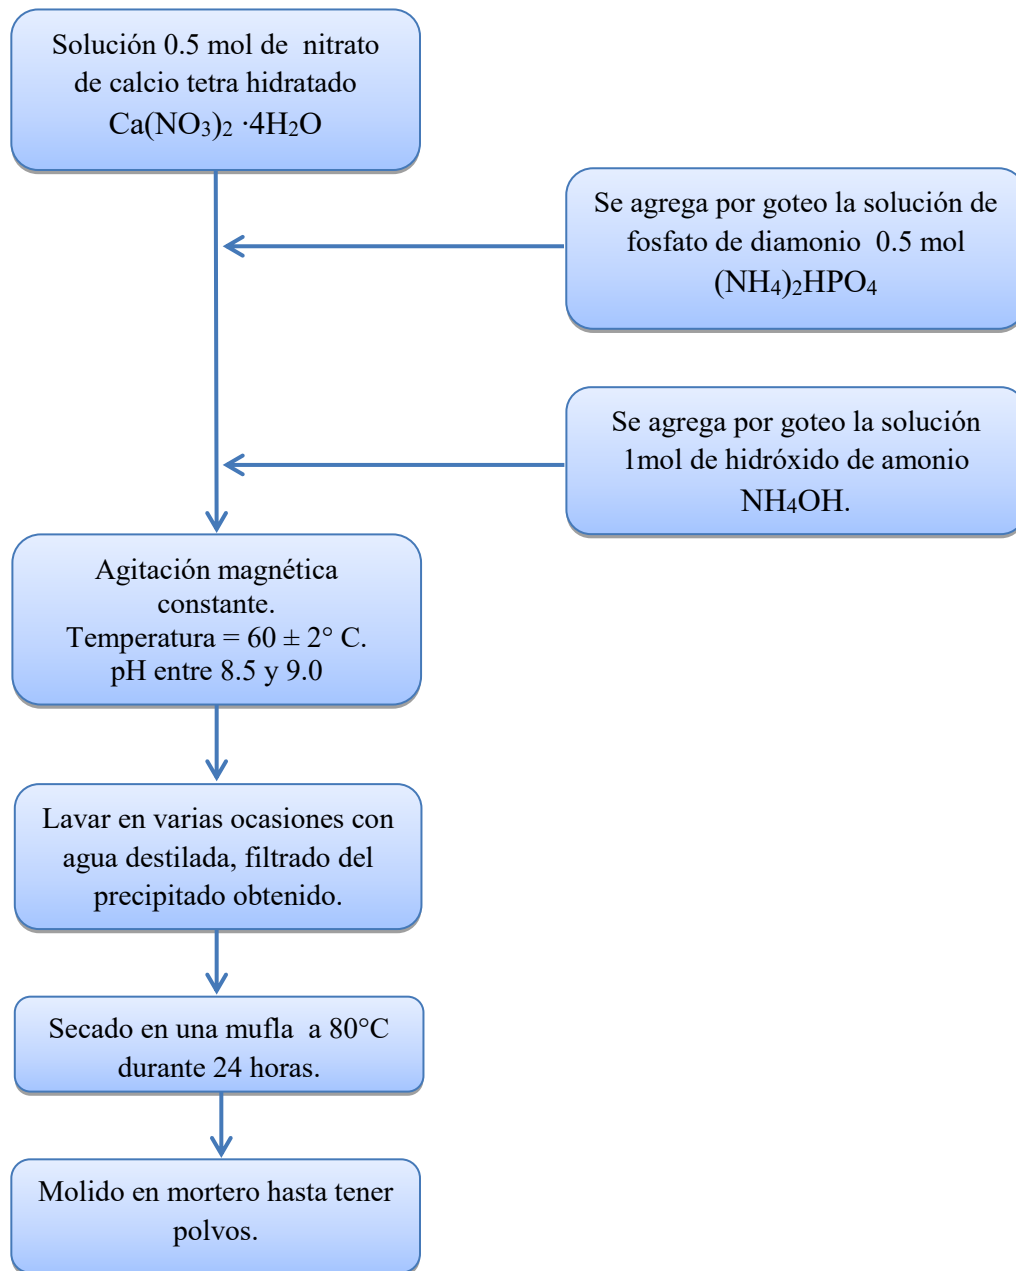 Solución 0.5 mol de  nitrato
de calcio tetra hidratado
Ca(NO₃)₂ ·4H₂O
Se agrega por goteo la solución de
fosfato de diamonio  0.5 mol
(NH₄)₂HPO₄
Se agrega por goteo la solución
1mol de hidróxido de amonio
NH₄OH.
Agitación magnética
constante.
Temperatura = 60 ± 2° C.
pH entre 8.5 y 9.0
Lavar en varias ocasiones con
agua destilada, filtrado del
precipitado obtenido.
Secado en una mufla  a 80°C
durante 24 horas.
Molido en mortero hasta tener
polvos.